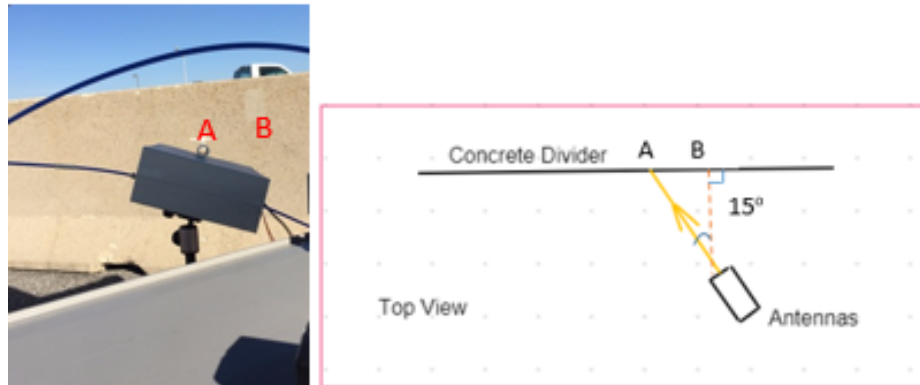 A B
Concrete Divider A B
15°
Top View
Antennas